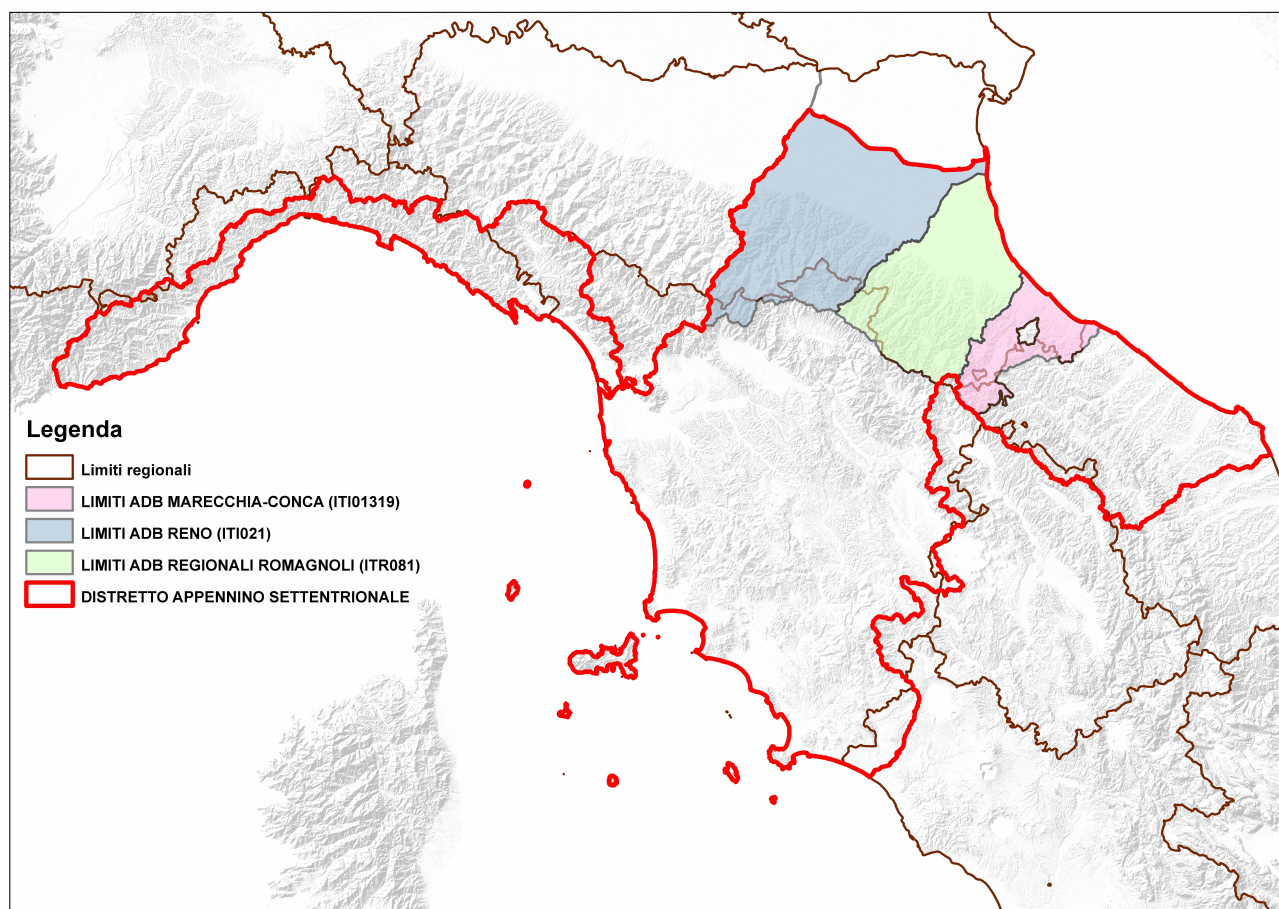 Legenda
Limiti regionali
LIMITI ADB MARECCHIA-CONCA (ITI01319)
LIMITI ADB RENO (ITI021)
LIMITI ADB REGIONALI ROMAGNOLI (ITR081)
DISTRETTO APPENNINO SETTENTRIONALE